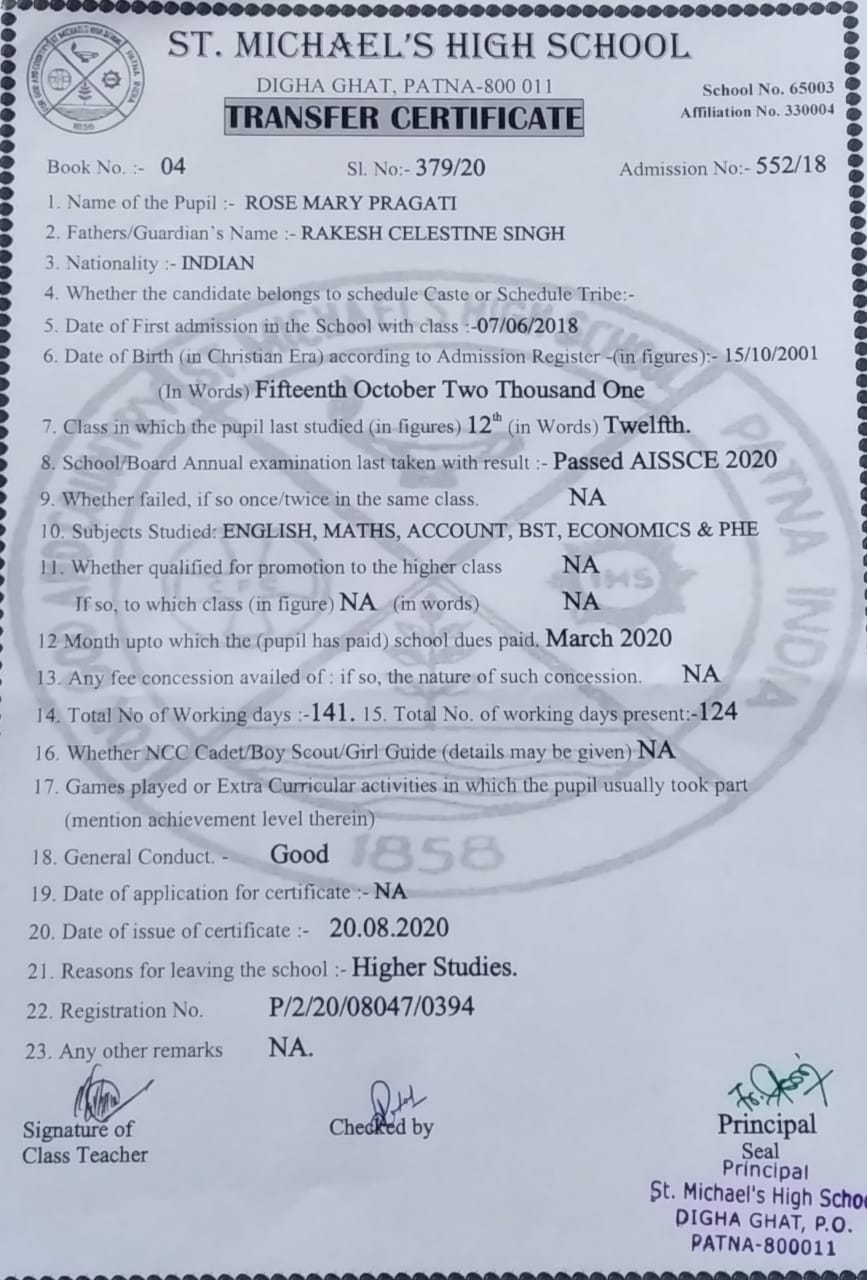 ST. MICHAEL'S HIGH SCHOOL
DIGHA GHAT, PATNA-800 011
School No. 65003
TRANSFER CERTIFICATE
Affiliation No. 330004
Book No. :- 04 Sl. No:- 379/20 Admission No:- 552/18
1. Name of the Pupil :- ROSE MARY PRAGATI
2. Fathers/Guardian's Name :- RAKESH CELESTINE SINGH
3. Nationality :- INDIAN
4. Whether the candidate belongs to schedule Caste or Schedule Tribe:-
5. Date of First admission in the School with class :-07/06/2018
6. Date of Birth (in Christian Era) according to Admission Register -(in figures):- 15/10/2001
(In Words) Fifteenth October Two Thousand One
7. Class in which the pupil last studied (in figures) 12th (in Words) Twelfth.
8. School/Board Annual examination last taken with result :- Passed AISSCE 2020
9. Whether failed, if so once/twice in the same class. NA
10. Subjects Studied: ENGLISH, MATHS, ACCOUNT, BST, ECONOMICS & PHE
11. Whether qualified for promotion to the higher class NA
If so, to which class (in figure) NA (in words) NA
12 Month upto which the (pupil has paid) school dues paid. March 2020
13. Any fee concession availed of : if so, the nature of such concession. NA
14. Total No of Working days :-141. 15. Total No. of working days present:-124
16. Whether NCC Cadet/Boy Scout/Girl Guide (details may be given) NA
17. Games played or Extra Curricular activities in which the pupil usually took part
(mention achievement level therein)
18. General Conduct. - Good
19. Date of application for certificate :- NA
20. Date of issue of certificate :- 20.08.2020
21. Reasons for leaving the school :- Higher Studies.
22. Registration No. P/2/20/08047/0394
23. Any other remarks NA.
Signature of
Class Teacher
Checked by
Principal
Seal
Principal
St. Michael's High Schoo
DIGHA GHAT, P.O.
PATNA-800011
ST. MICHAEL'S HIGH SCHOOL
PATNA INDIA
FOR GOD AND COUNTRY
IHS
1858